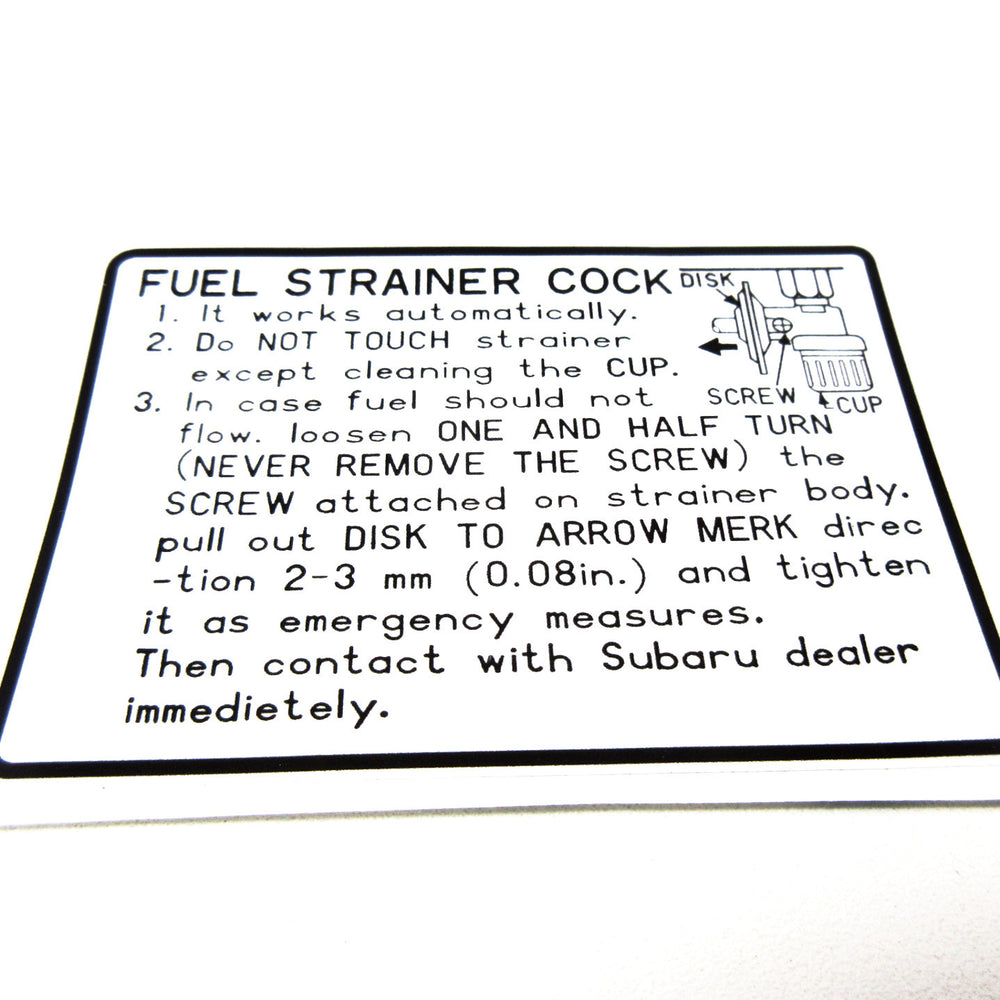 FUEL STRAINER COCK
1. It works automatically.
2. Do NOT TOUCH strainer
except cleaning the CUP.
3. In case fuel should not
flow. loosen ONE AND HALF TURN
(NEVER REMOVE THE SCREW) the
SCREW attached on strainer body.
pull out DISK TO ARROW MERK direc
-tion 2-3 mm (0.08in.) and tighten
it as emergency measures.
Then contact with Subaru dealer
immedietely.
DISK
SCREW
CUP